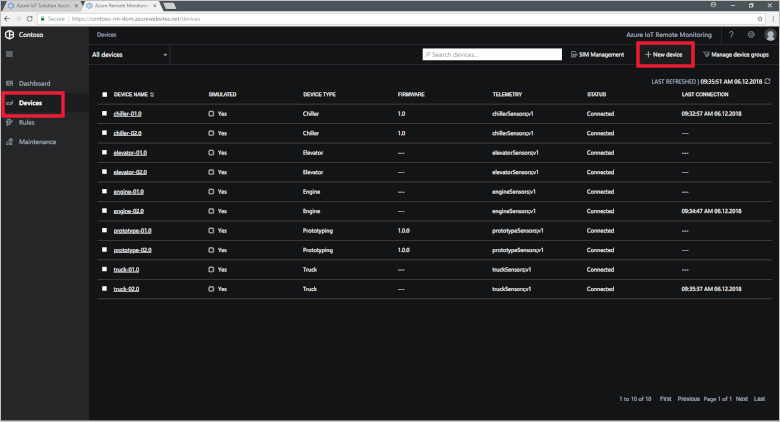 Azure IoT Solution Accel
Azure Remote Monitoring
Secure https://contoso-rm-dom.azurewebsites.net/devices
Contoso Devices Azure IoT Remote Monitoring ?
All devices Search devices... SIM Management + New device Manage device groups
Dashboard
Devices
Rules
Maintenance
LAST REFRESHED | 09:35:51 AM 06.12.2018
DEVICE NAME SIMULATED DEVICE TYPE FIRMWARE TELEMETRY STATUS LAST CONNECTION
chiller-01.0 Yes Chiller 1.0 chillerSensors;v1 Connected 09:32:57 AM 06.12.2018
chiller-02.0 Yes Chiller 1.0 chillerSensors;v1 Connected ---
elevator-01.0 Yes Elevator --- elevatorSensors;v1 Connected ---
elevator-02.0 Yes Elevator --- elevatorSensors;v1 Connected ---
engine-01.0 Yes Engine --- engineSensors;v1 Connected ---
engine-02.0 Yes Engine --- engineSensors;v1 Connected 09:34:47 AM 06.12.2018
prototype-01.0 Yes Prototyping 1.0.0 prototypeSensors;v1 Connected ---
prototype-02.0 Yes Prototyping 1.0.0 prototypeSensors;v1 Connected ---
truck-01.0 Yes Truck --- truckSensors;v1 Connected ---
truck-02.0 Yes Truck --- truckSensors;v1 Connected 09:35:37 AM 06.12.2018
1 to 10 of 10 First Previous Page 1 of 1 Next Last